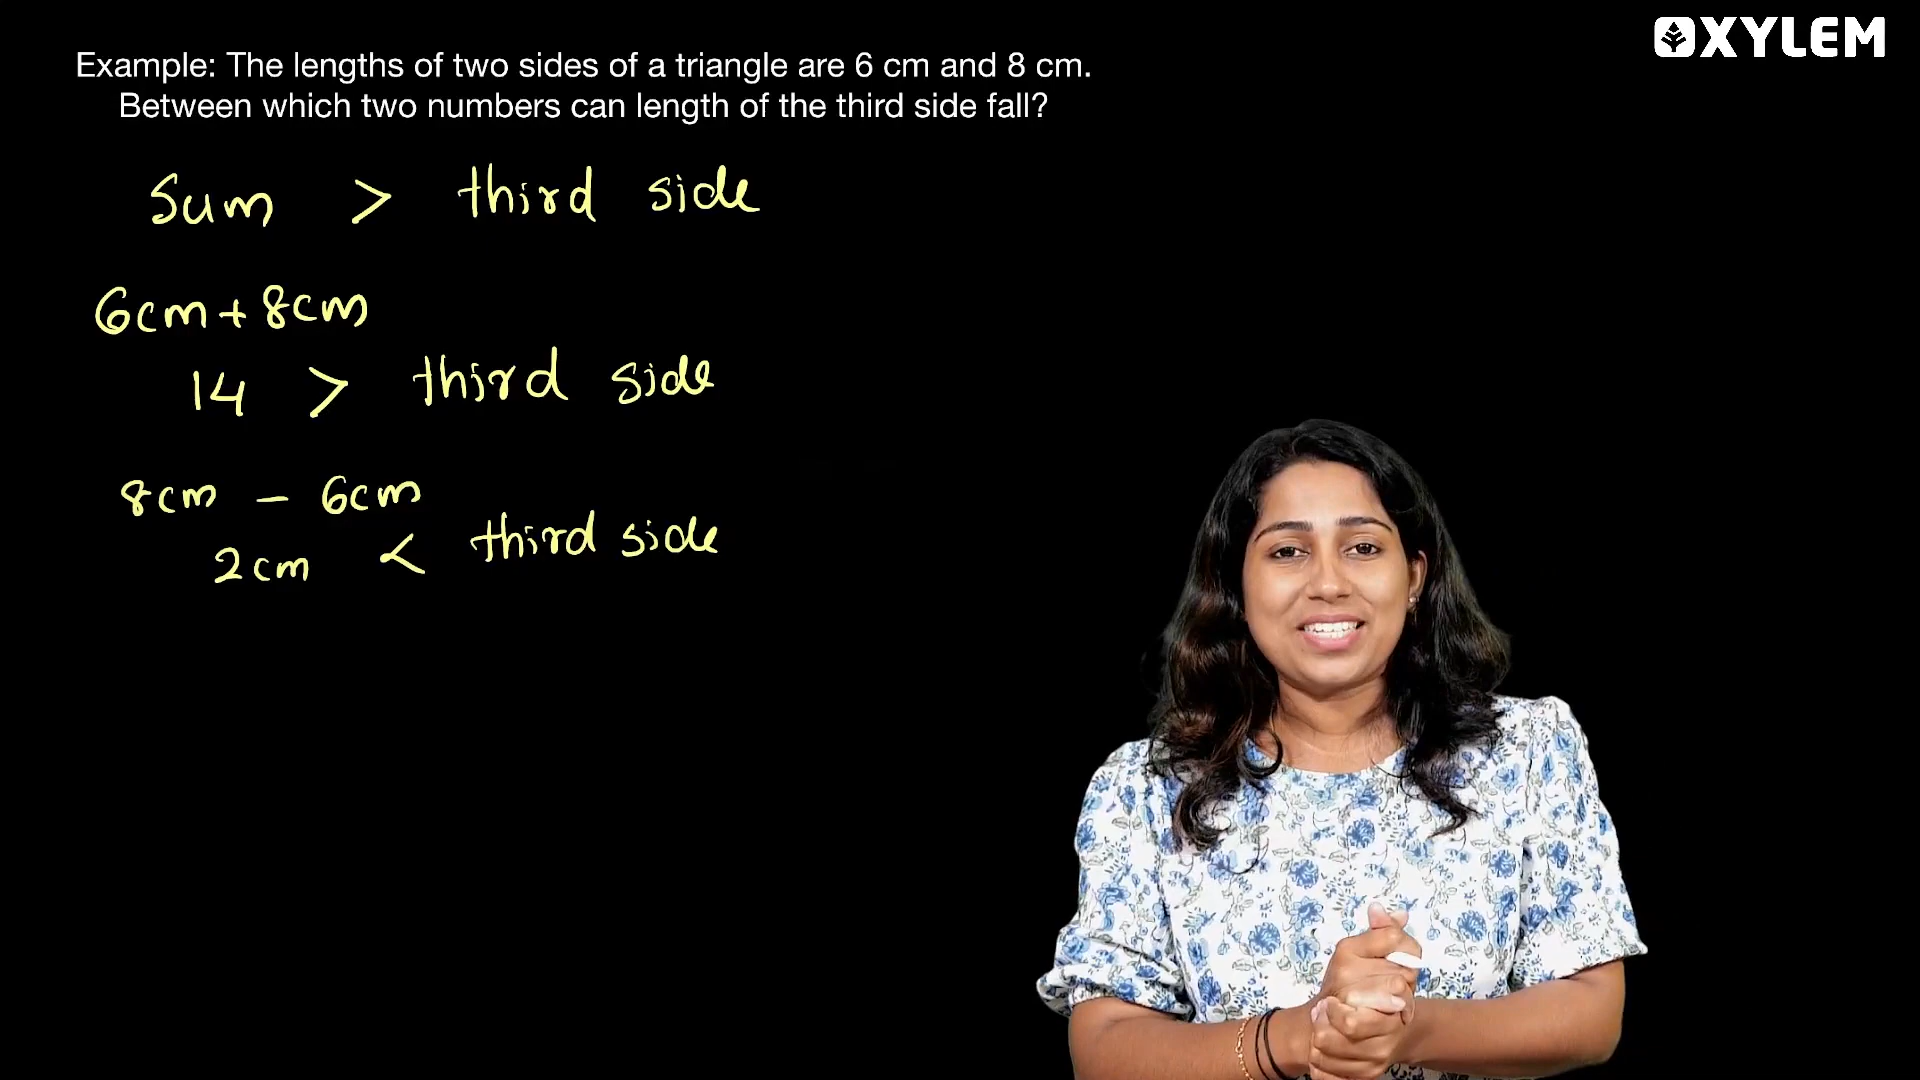 XYLEM
Example: The lengths of two sides of a triangle are 6 cm and 8 cm.
Between which two numbers can length of the third side fall?
Sum > third side
6cm + 8cm
14 > third side
8cm - 6cm
2cm < third side